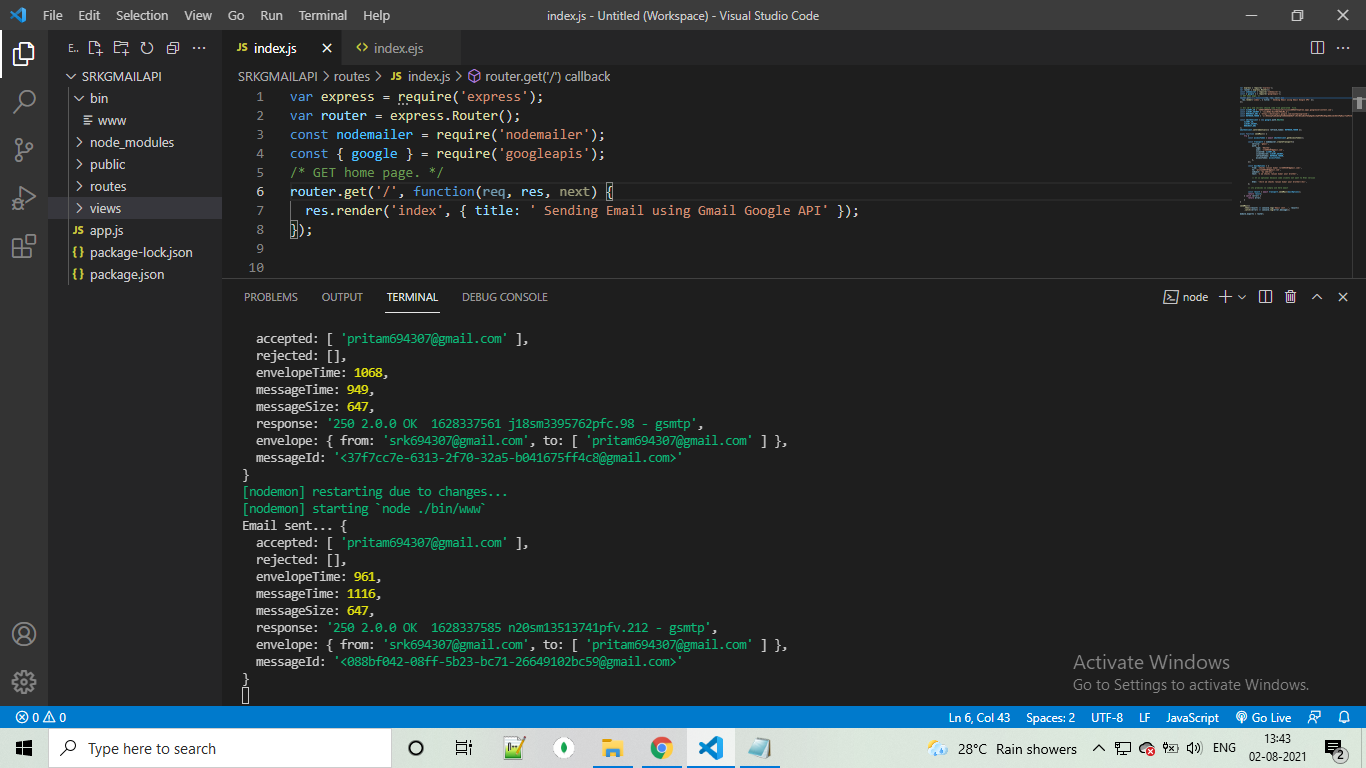 File Edit Selection View Go Run Terminal Help
index.js - Untitled (Workspace) - Visual Studio Code
E..
SRKGMAILAPI
bin
www
node_modules
public
routes
views
JS app.js
{} package-lock.json
{} package.json
JS index.js
<> index.ejs
SRKGMAILAPI > routes > JS index.js > router.get('/') callback
1 var express = require('express');
2 var router = express.Router();
3 const nodemailer = require('nodemailer');
4 const { google } = require('googleapis');
5 /* GET home page. */
6 router.get('/', function(req, res, next) {
7   res.render('index', { title: ' Sending Email using Gmail Google API' });
8 });
9
10
PROBLEMS OUTPUT TERMINAL DEBUG CONSOLE
node
accepted: [ 'pritam694307@gmail.com' ],
rejected: [],
envelopeTime: 1068,
messageTime: 949,
messageSize: 647,
response: '250 2.0.0 OK  1628337561 j18sm3395762pfc.98 - gsmtp',
envelope: { from: 'srk694307@gmail.com', to: [ 'pritam694307@gmail.com' ] },
messageId: '<37f7cc7e-6313-2f70-32a5-b041675ff4c8@gmail.com>'
}
[nodemon] restarting due to changes...
[nodemon] starting `node ./bin/www`
Email sent... {
accepted: [ 'pritam694307@gmail.com' ],
rejected: [],
envelopeTime: 961,
messageTime: 1116,
messageSize: 647,
response: '250 2.0.0 OK  1628337585 n20sm13513741pfv.212 - gsmtp',
envelope: { from: 'srk694307@gmail.com', to: [ 'pritam694307@gmail.com' ] },
messageId: '<088bf042-08ff-5b23-bc71-26649102bc59@gmail.com>'
}
Activate Windows
Go to Settings to activate Windows.
0 0
Ln 6, Col 43 Spaces: 2 UTF-8 LF JavaScript Go Live
Type here to search
28°C Rain showers
ENG
13:43
02-08-2021
2